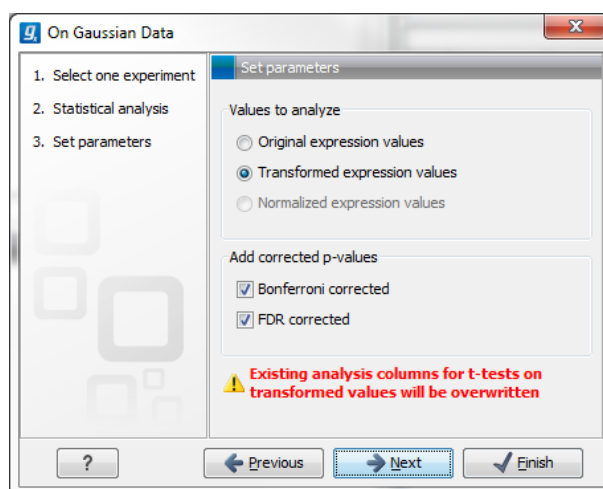 On Gaussian Data
1. Select one experiment
2. Statistical analysis
3. Set parameters
Set parameters
Values to analyze
Original expression values
Transformed expression values
Normalized expression values
Add corrected p-values
Bonferroni corrected
FDR corrected
Existing analysis columns for t-tests on
transformed values will be overwritten
?
Previous
Next
Finish